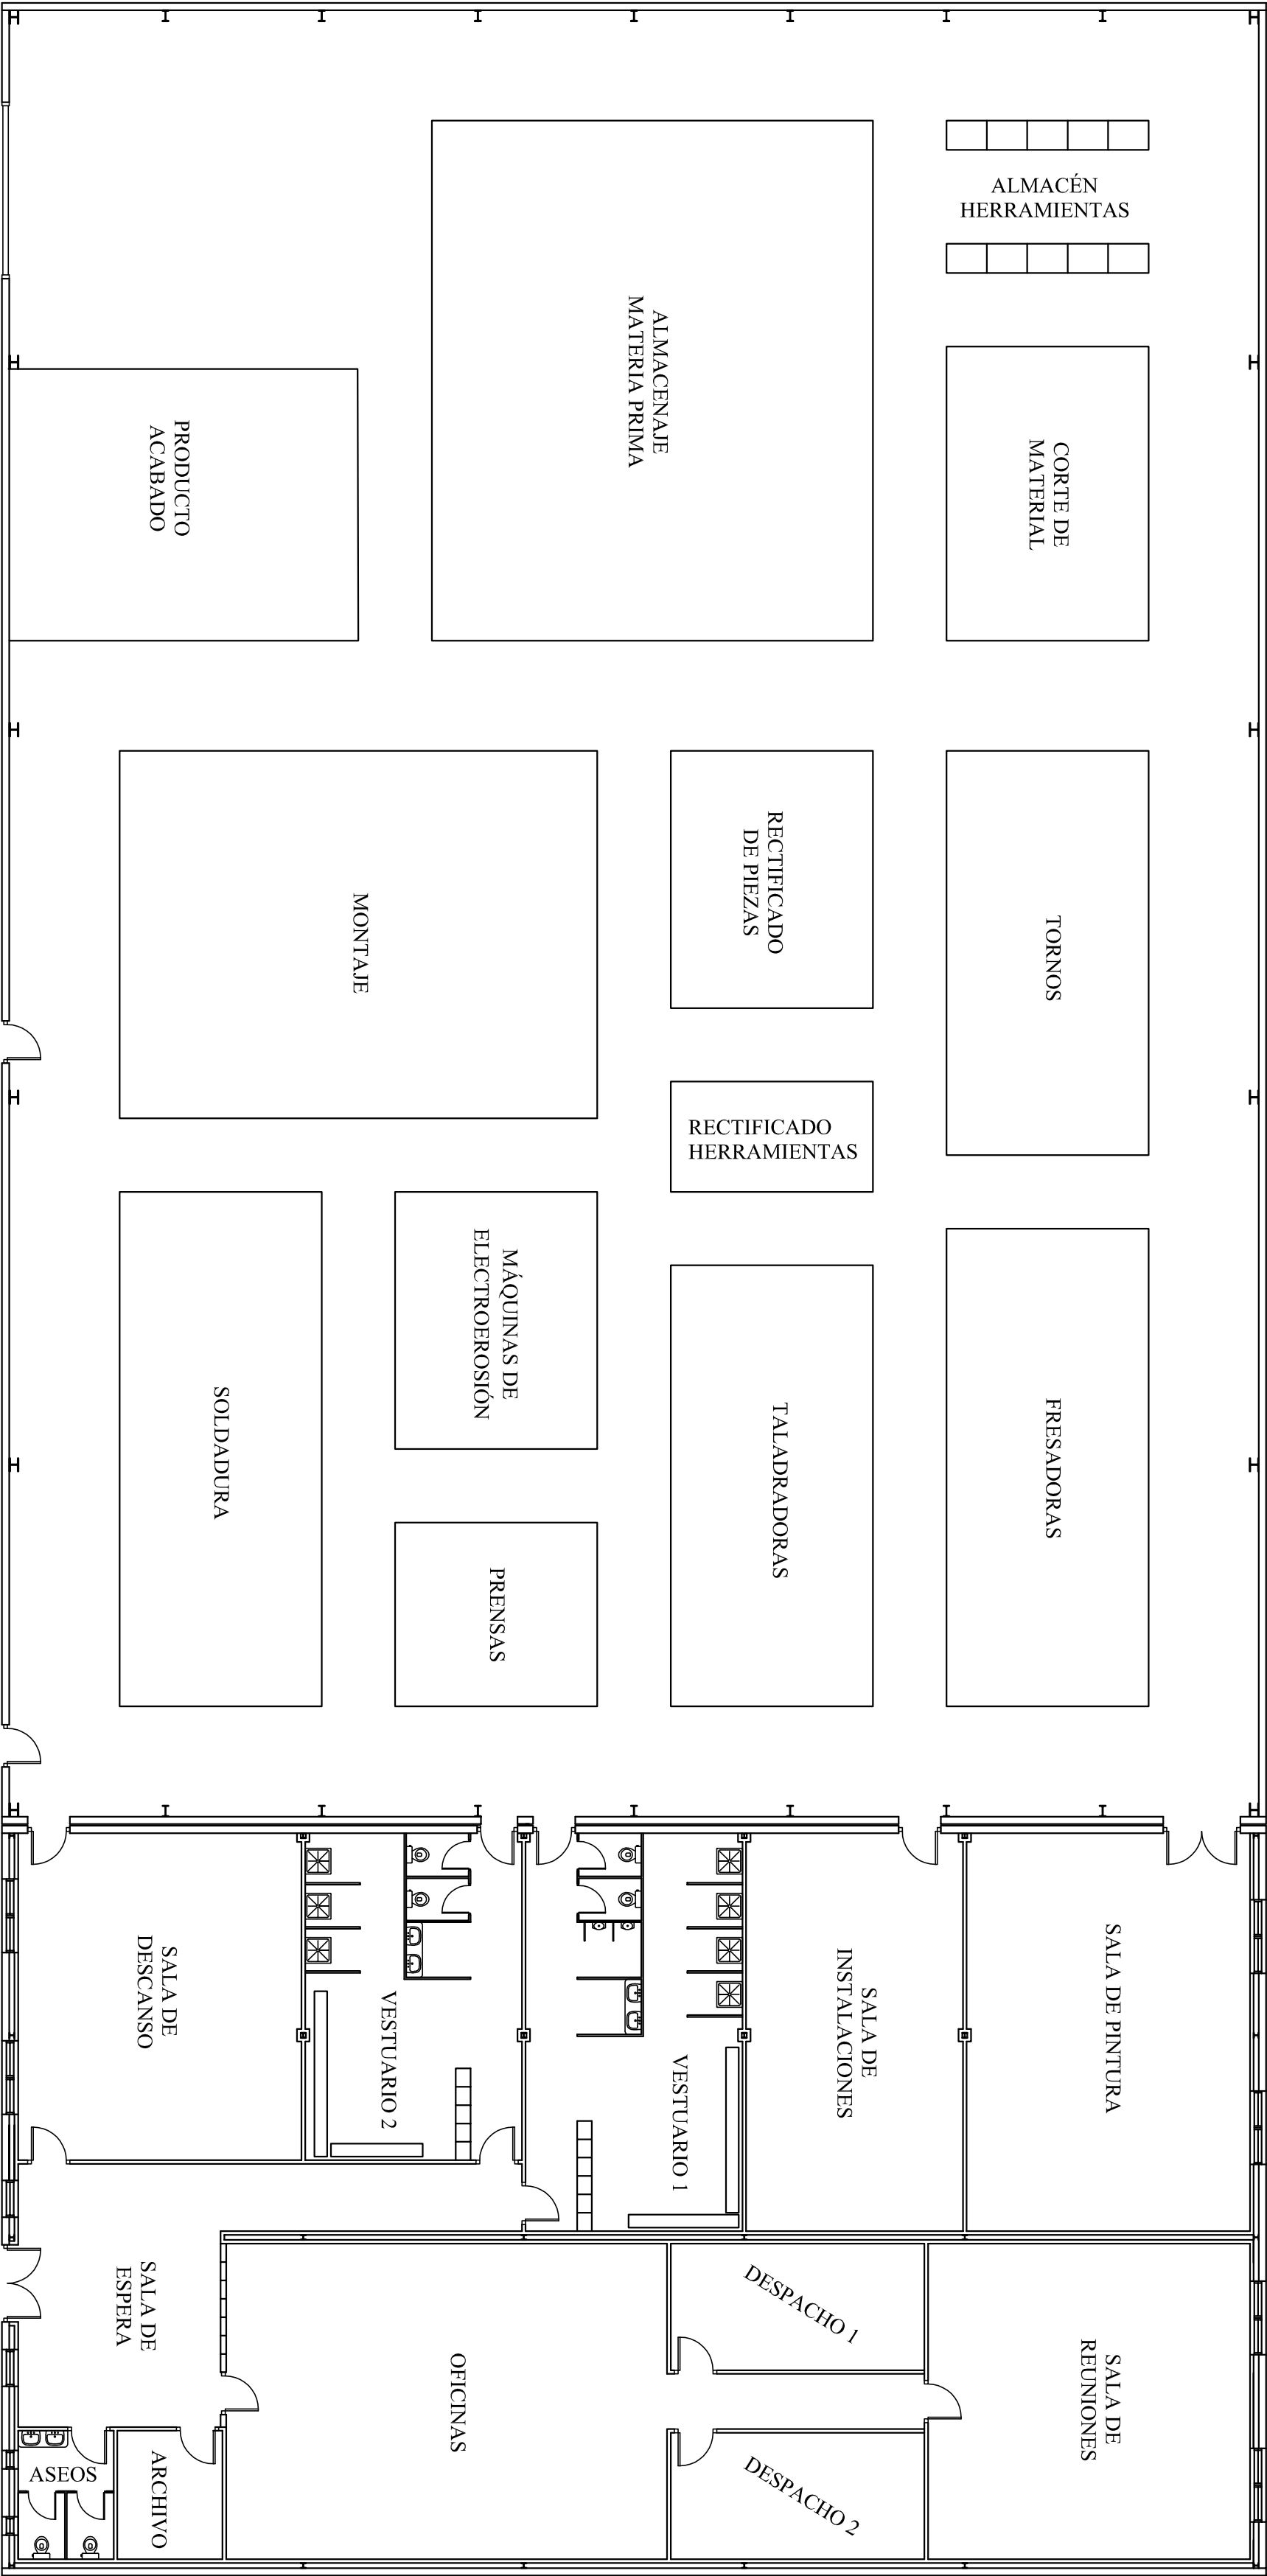 ALMACÉN
HERRAMIENTAS
ALMACENAJE
MATERIA PRIMA
CORTE DE
MATERIAL
PRODUCTO
ACABADO
MONTAJE
RECTIFICADO
DE PIEZAS
TORNOS
RECTIFICADO
HERRAMIENTAS
SOLDADURA
MÁQUINAS DE
ELECTROEROSIÓN
TALADRADORAS
FRESADORAS
PRENSAS
SALA DE
DESCANSO
VESTUARIO 2
VESTUARIO 1
SALA DE
INSTALACIONES
SALA DE PINTURA
SALA DE
ESPERA
OFICINAS
DESPACHO 1
SALA DE
REUNIONES
ASEOS
ARCHIVO
DESPACHO 2